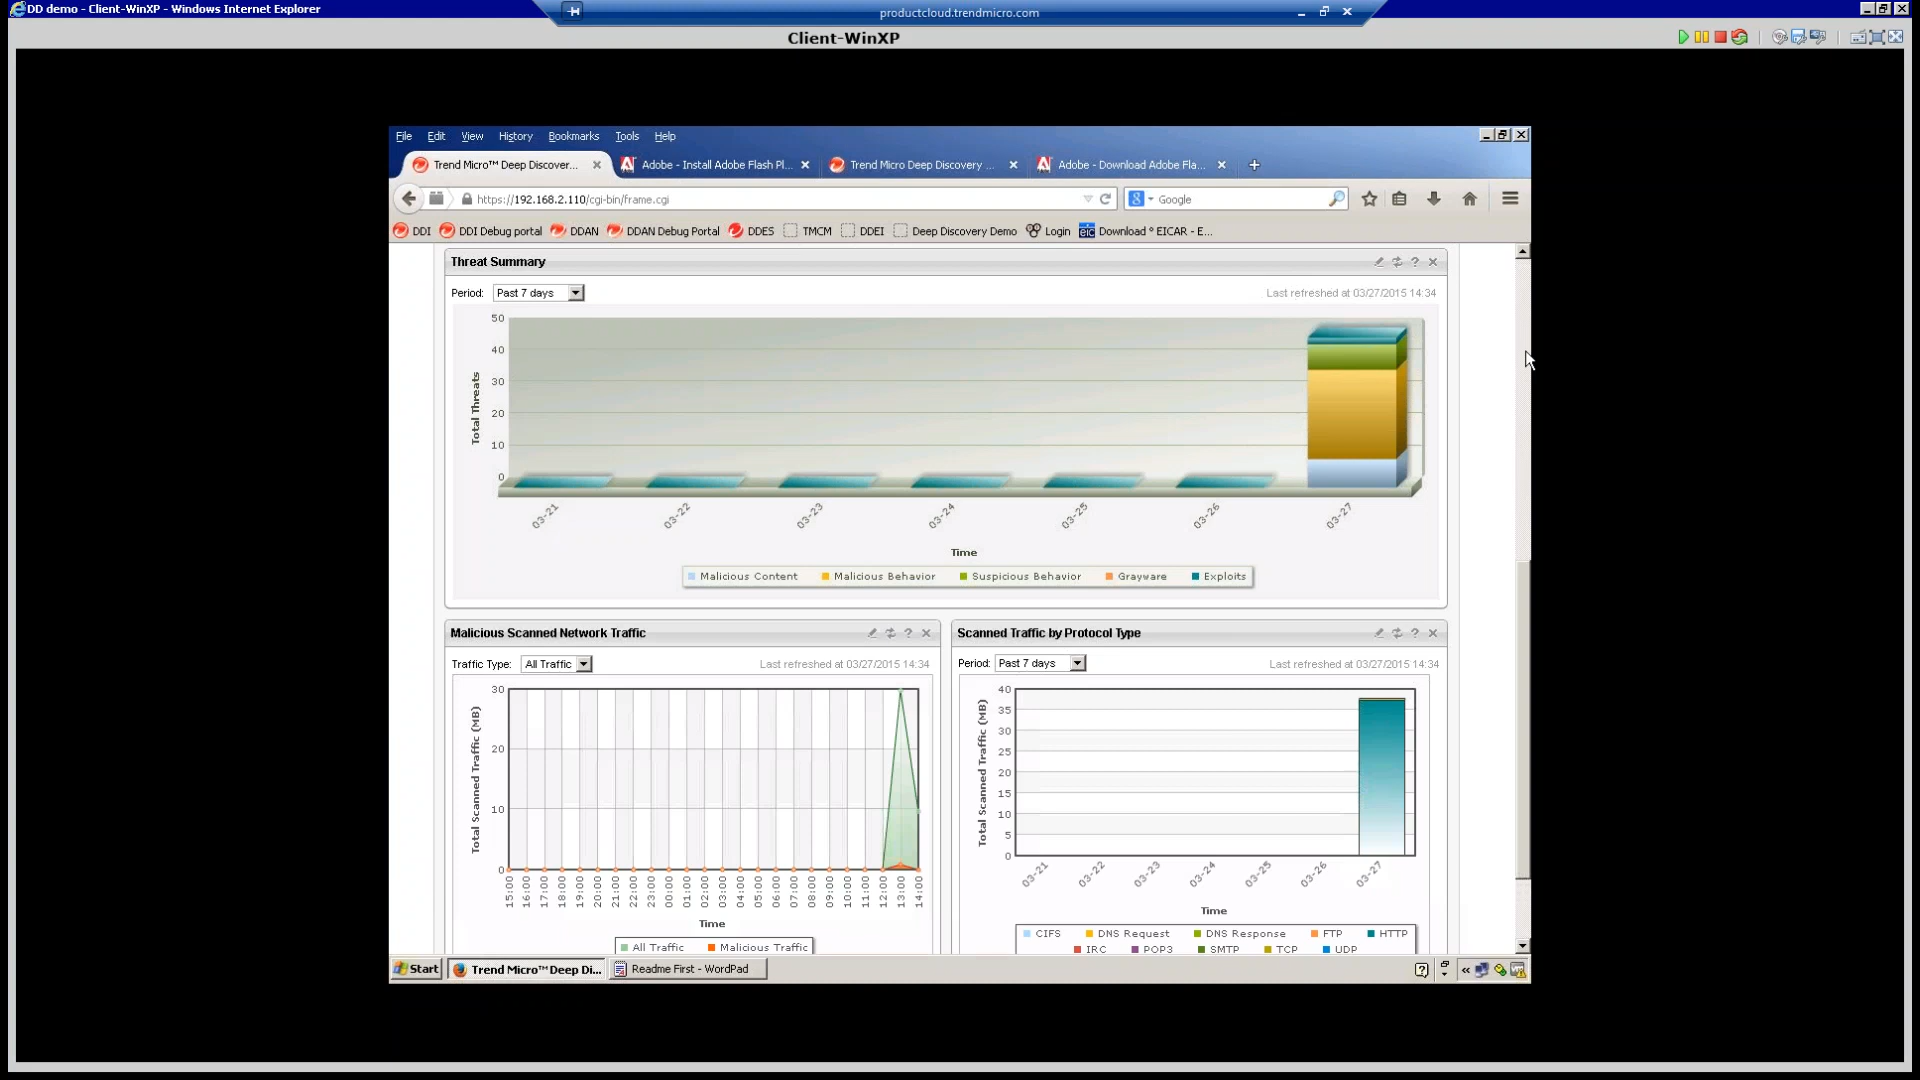 DD demo - Client-WinXP - Windows Internet Explorer
productcloud.trendmicro.com
Client-WinXP
File Edit View History Bookmarks Tools Help
Trend Micro™ Deep Discover... Adobe - Install Adobe Flash Pl... Trend Micro Deep Discovery ... Adobe - Download Adobe Fla...
https://192.168.2.110/cgi-bin/frame.cgi Google
DDI DDI Debug portal DDAN DDAN Debug Portal DDES TMCM DDEI Deep Discovery Demo Login Download ° EICAR - E...
Threat Summary
Period: Past 7 days Last refreshed at 03/27/2015 14:34
50
40
30
20
10
0
Total Threats
03-21 03-22 03-23 03-24 03-25 03-26 03-27
Time
Malicious Content Malicious Behavior Suspicious Behavior Grayware Exploits
Malicious Scanned Network Traffic
Traffic Type: All Traffic Last refreshed at 03/27/2015 14:34
30
20
10
0
Total Scanned Traffic (MB)
15:00 16:00 17:00 18:00 19:00 20:00 21:00 22:00 23:00 00:00 01:00 02:00 03:00 04:00 05:00 06:00 07:00 08:00 09:00 10:00 11:00 12:00 13:00 14:00
Time
All Traffic Malicious Traffic
Scanned Traffic by Protocol Type
Period: Past 7 days Last refreshed at 03/27/2015 14:34
40
35
30
25
20
15
10
5
0
Total Scanned Traffic (MB)
03-21 03-22 03-23 03-24 03-25 03-26 03-27
Time
CIFS DNS Request DNS Response FTP HTTP
IRC POP3 SMTP TCP UDP
Start Trend Micro™ Deep Di... Readme First - WordPad